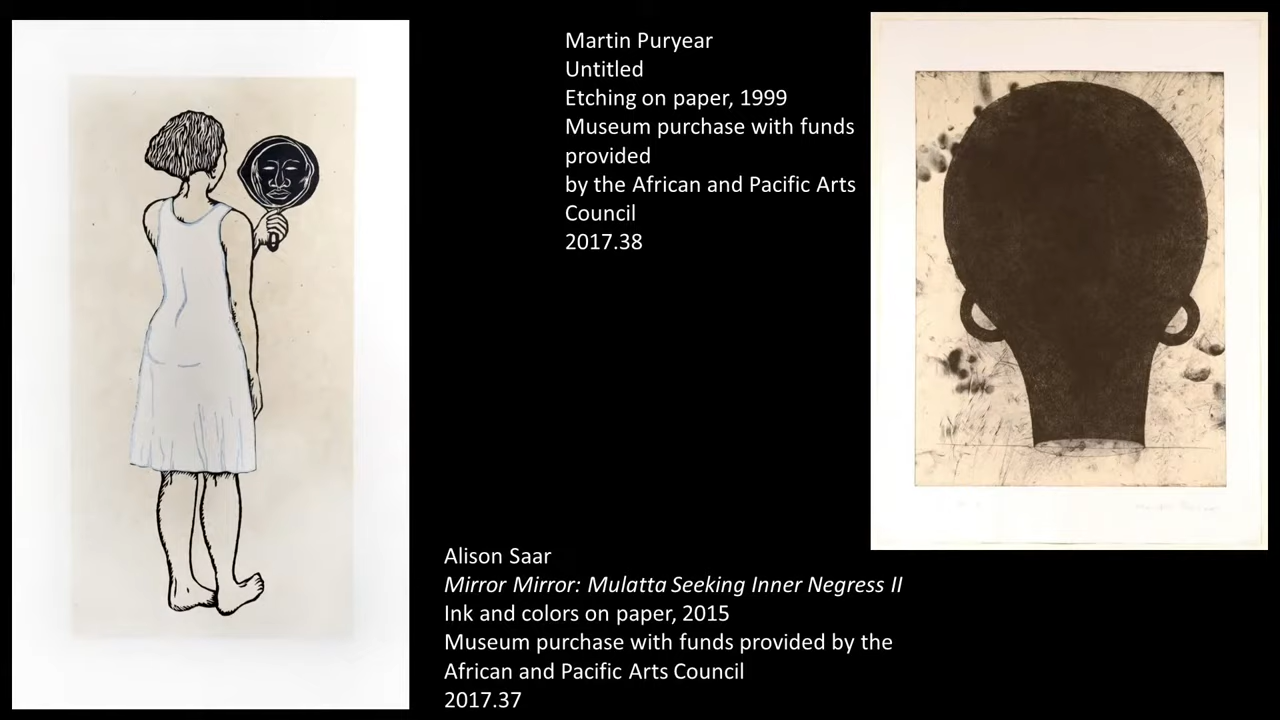 Martin Puryear
Untitled
Etching on paper, 1999
Museum purchase with funds
provided
by the African and Pacific Arts
Council
2017.38
Alison Saar
Mirror Mirror: Mulatta Seeking Inner Negress II
Ink and colors on paper, 2015
Museum purchase with funds provided by the
African and Pacific Arts Council
2017.37